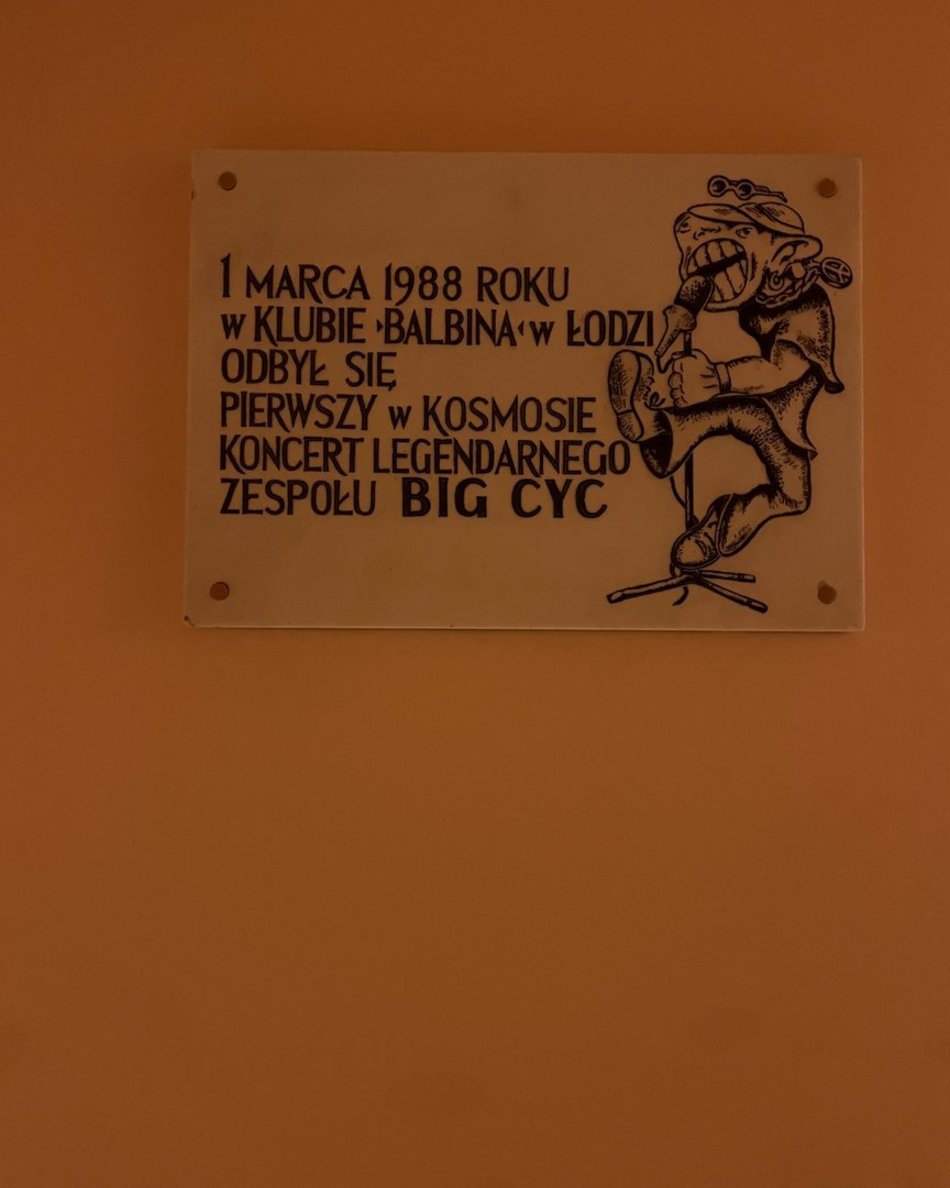 1 MARCA 1988 ROKU
w KLUBIE ›BALBINA‹ w ŁODZI
ODBYŁ SIĘ
PIERWSZY w KOSMOSIE
KONCERT LEGENDARNEGO
ZESPOŁU BIG CYC